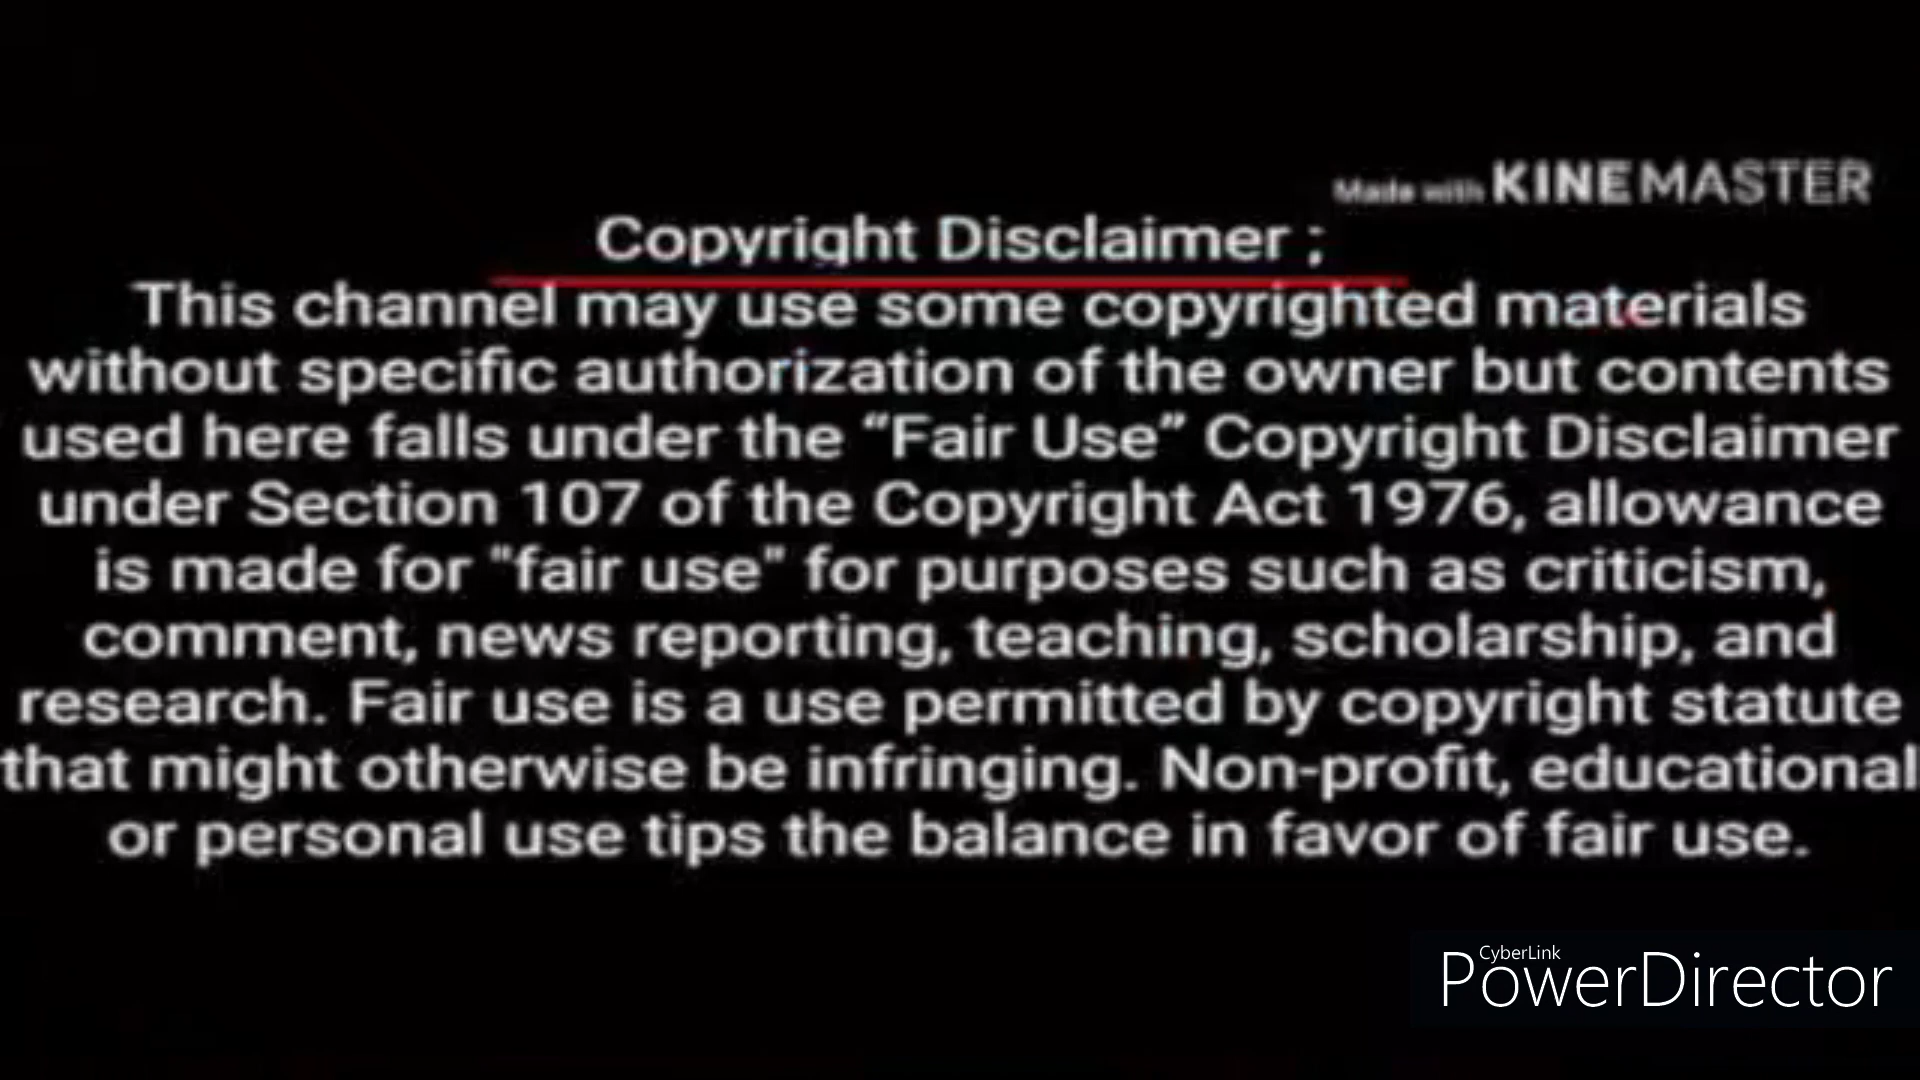 Made with KINEMASTER
Copyright Disclaimer ;
This channel may use some copyrighted materials
without specific authorization of the owner but contents
used here falls under the “Fair Use” Copyright Disclaimer
under Section 107 of the Copyright Act 1976, allowance
is made for "fair use" for purposes such as criticism,
comment, news reporting, teaching, scholarship, and
research. Fair use is a use permitted by copyright statute
that might otherwise be infringing. Non-profit, educational
or personal use tips the balance in favor of fair use.
CyberLink
PowerDirector